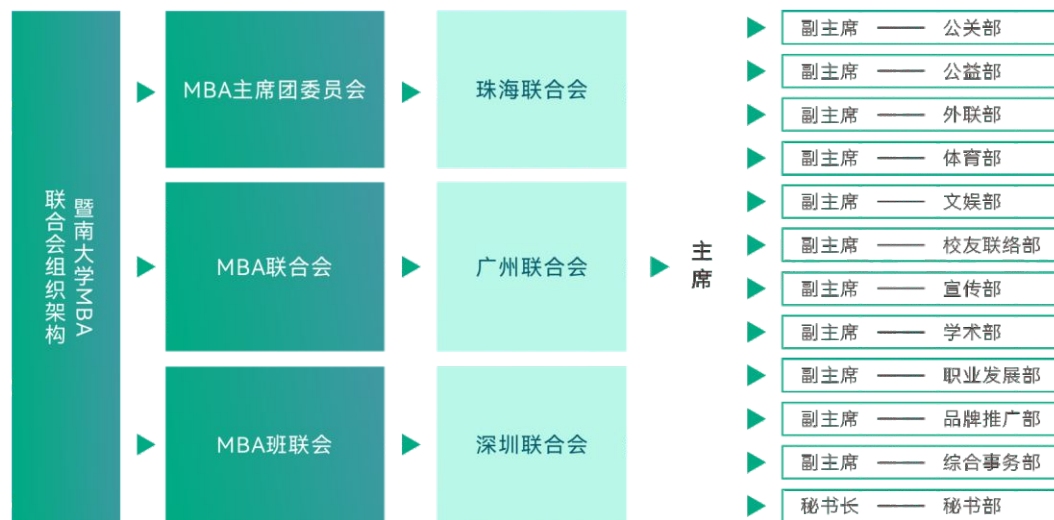 暨南大学MBA
联合会组织架构
MBA主席团委员会
珠海联合会
MBA联合会
广州联合会
MBA班联会
深圳联合会
主席
副主席 —— 公关部
副主席 —— 公益部
副主席 —— 外联部
副主席 —— 体育部
副主席 —— 文娱部
副主席 —— 校友联络部
副主席 —— 宣传部
副主席 —— 学术部
副主席 —— 职业发展部
副主席 —— 品牌推广部
副主席 —— 综合事务部
秘书长 —— 秘书部